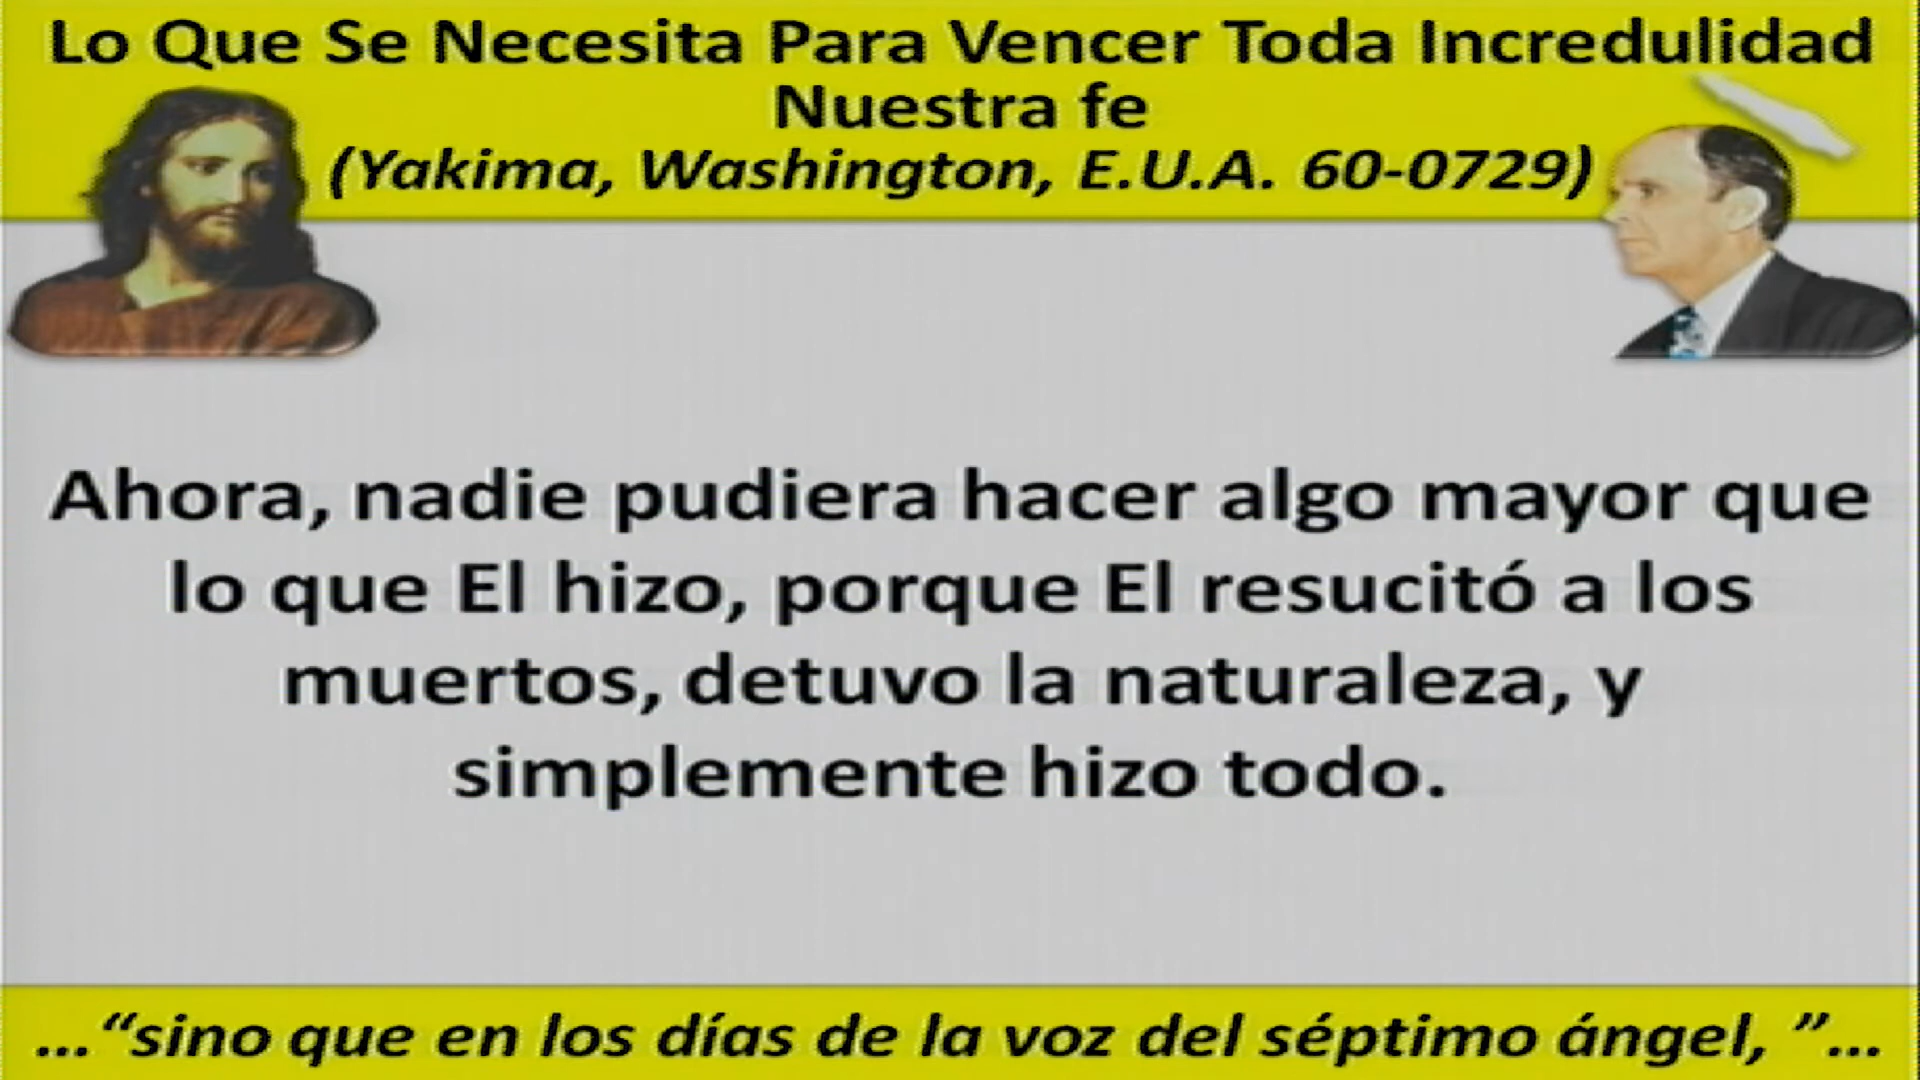 Lo Que Se Necesita Para Vencer Toda Incredulidad
Nuestra fe
(Yakima, Washington, E.U.A. 60-0729)
Ahora, nadie pudiera hacer algo mayor que
lo que El hizo, porque El resucitó a los
muertos, detuvo la naturaleza, y
simplemente hizo todo.
...“sino que en los días de la voz del séptimo ángel, ”...